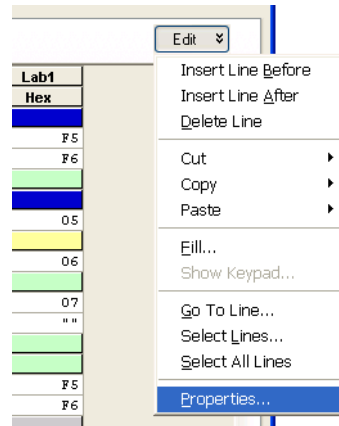 Edit
Lab1
Hex
F5
F6
05
06
07
""
F5
F6
Insert Line Before
Insert Line After
Delete Line
Cut
Copy
Paste
Fill...
Show Keypad...
Go To Line...
Select Lines...
Select All Lines
Properties...